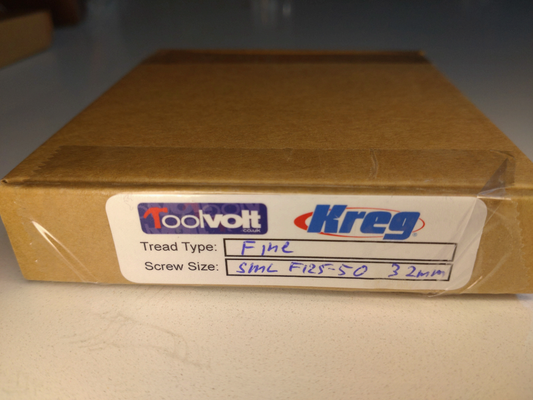 Toolvolt Kreg
.co.uk
Tread Type: Fine
Screw Size: SML F125-50 32mm